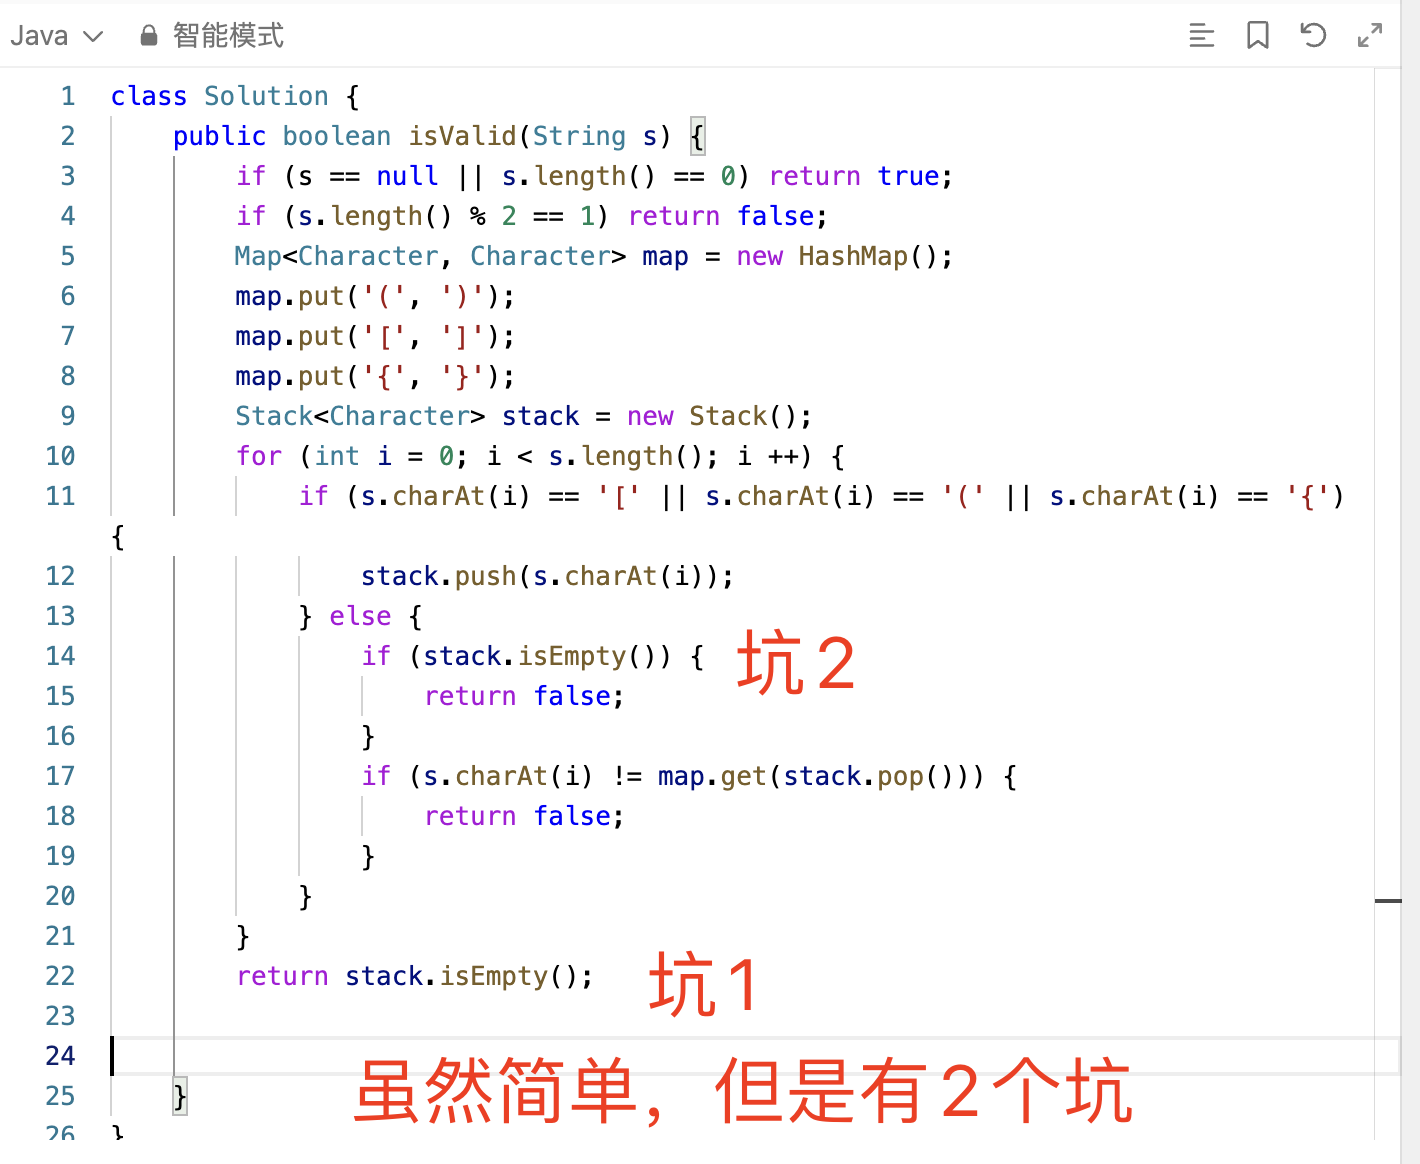 Java 智能模式
1 class Solution {
2 public boolean isValid(String s) {
3 if (s == null || s.length() == 0) return true;
4 if (s.length() % 2 == 1) return false;
5 Map<Character, Character> map = new HashMap();
6 map.put('(', ')');
7 map.put('[', ']');
8 map.put('{', '}');
9 Stack<Character> stack = new Stack();
10 for (int i = 0; i < s.length(); i ++) {
11 if (s.charAt(i) == '[' || s.charAt(i) == '(' || s.charAt(i) == '{')
{
12 stack.push(s.charAt(i));
13 } else {
14 if (stack.isEmpty()) { 坑2
15 return false;
16 }
17 if (s.charAt(i) != map.get(stack.pop())) {
18 return false;
19 }
20 }
21 }
22 return stack.isEmpty(); 坑1
23
24
25 } 虽然简单，但是有2个坑
26 }